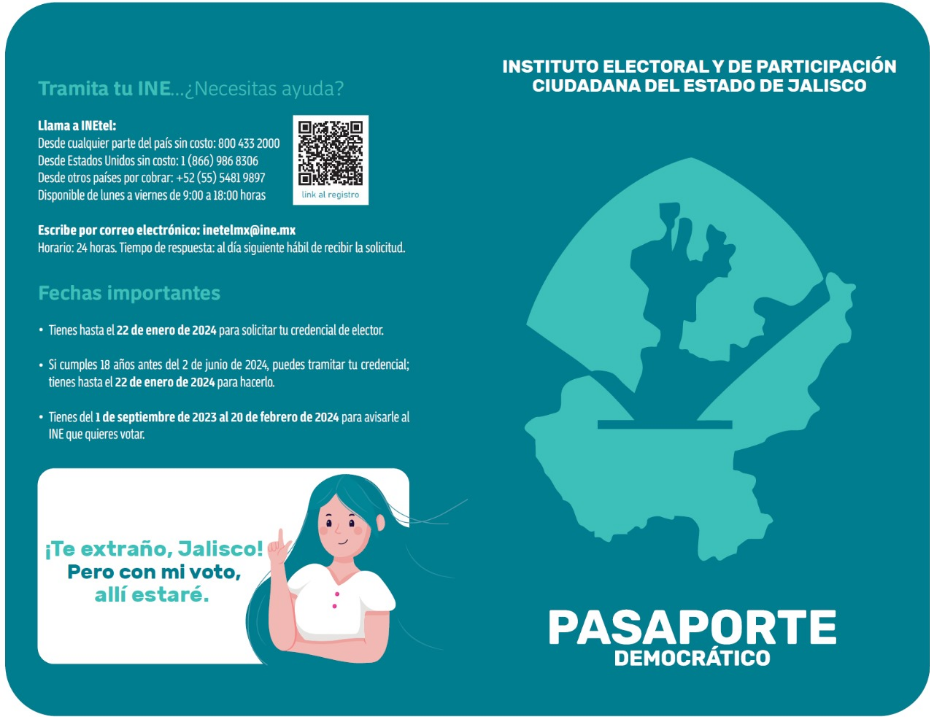 Tramita tu INE...¿Necesitas ayuda?
Llama a INEtel:
Desde cualquier parte del país sin costo: 800 433 2000
Desde Estados Unidos sin costo: 1 (866) 986 8306
Desde otros países por cobrar: +52 (55) 5481 9897
Disponible de lunes a viernes de 9:00 a 18:00 horas
link al registro
Escribe por correo electrónico: inetelmx@ine.mx
Horario: 24 horas. Tiempo de respuesta: al día siguiente hábil de recibir la solicitud.
Fechas importantes
• Tienes hasta el 22 de enero de 2024 para solicitar tu credencial de elector.
• Si cumples 18 años antes del 2 de junio de 2024, puedes tramitar tu credencial;
tienes hasta el 22 de enero de 2024 para hacerlo.
• Tienes del 1 de septiembre de 2023 al 20 de febrero de 2024 para avisarle al
INE que quieres votar.
¡Te extraño, Jalisco!
Pero con mi voto,
allí estaré.
INSTITUTO ELECTORAL Y DE PARTICIPACIÓN
CIUDADANA DEL ESTADO DE JALISCO
PASAPORTE
DEMOCRÁTICO